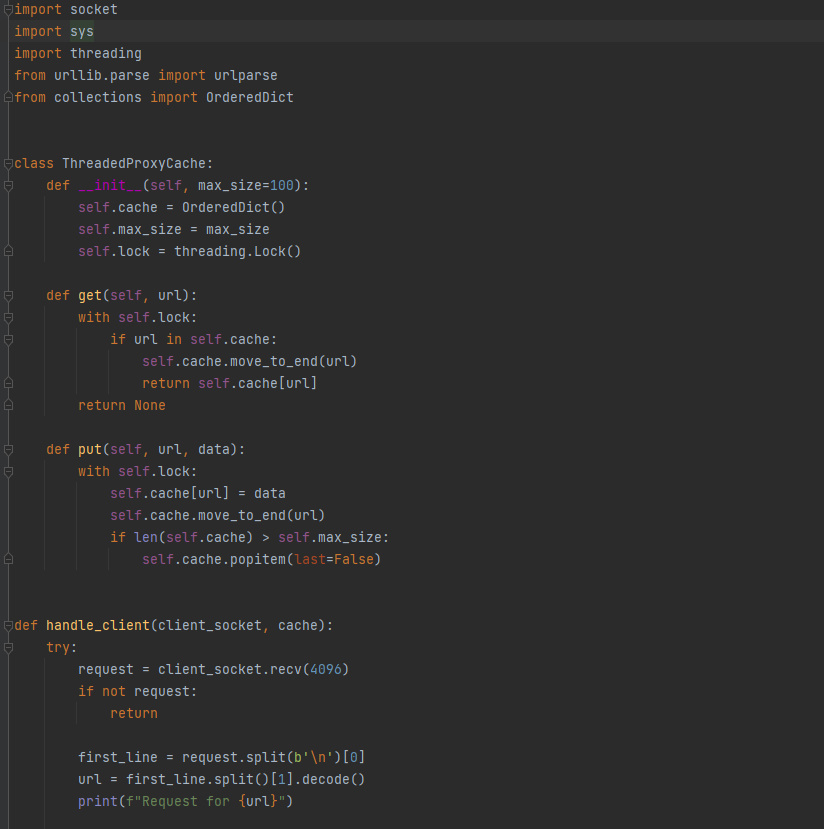 import socket
import sys
import threading
from urllib.parse import urlparse
from collections import OrderedDict


class ThreadedProxyCache:
    def __init__(self, max_size=100):
        self.cache = OrderedDict()
        self.max_size = max_size
        self.lock = threading.Lock()

    def get(self, url):
        with self.lock:
            if url in self.cache:
                self.cache.move_to_end(url)
                return self.cache[url]
        return None

    def put(self, url, data):
        with self.lock:
            self.cache[url] = data
            self.cache.move_to_end(url)
            if len(self.cache) > self.max_size:
                self.cache.popitem(last=False)


def handle_client(client_socket, cache):
    try:
        request = client_socket.recv(4096)
        if not request:
            return

        first_line = request.split(b'\n')[0]
        url = first_line.split()[1].decode()
        print(f"Request for {url}")